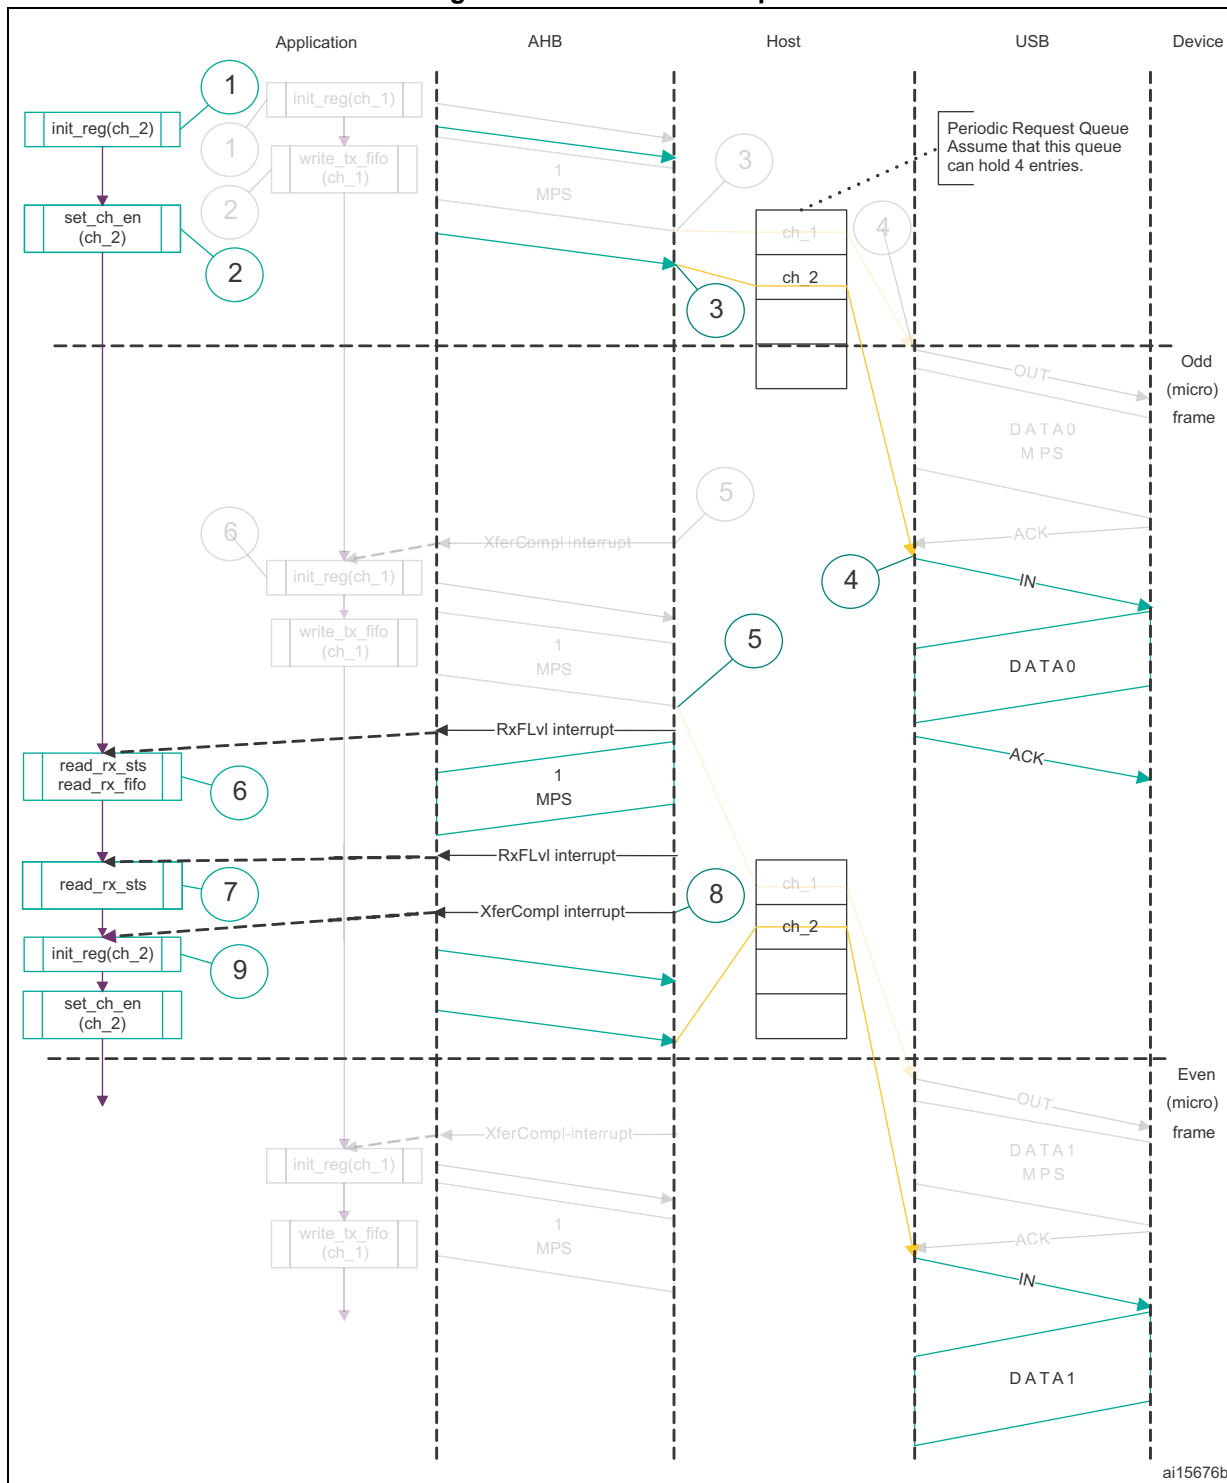 Application
AHB
Host
USB
Device
1
init_reg(ch_1)
init_reg(ch_2)
1
Periodic Request Queue
Assume that this queue
can hold 4 entries.
write_tx_fifo
(ch_1)
1
MPS
3
2
set_ch_en
(ch_2)
2
ch_1
4
ch_2
3
Odd
(micro)
frame
OUT
DATA0
MPS
5
6
XferCompl interrupt
ACK
init_reg(ch_1)
4
IN
write_tx_fifo
(ch_1)
1
MPS
5
DATA0
RxFLvl interrupt
ACK
read_rx_sts
read_rx_fifo
6
1
MPS
RxFLvl interrupt
read_rx_sts
7
ch_1
8
XferCompl interrupt
ch_2
init_reg(ch_2)
9
set_ch_en
(ch_2)
Even
(micro)
frame
OUT
XferCompl-interrupt
DATA1
MPS
init_reg(ch_1)
write_tx_fifo
(ch_1)
1
MPS
ACK
IN
DATA1
ai15676b